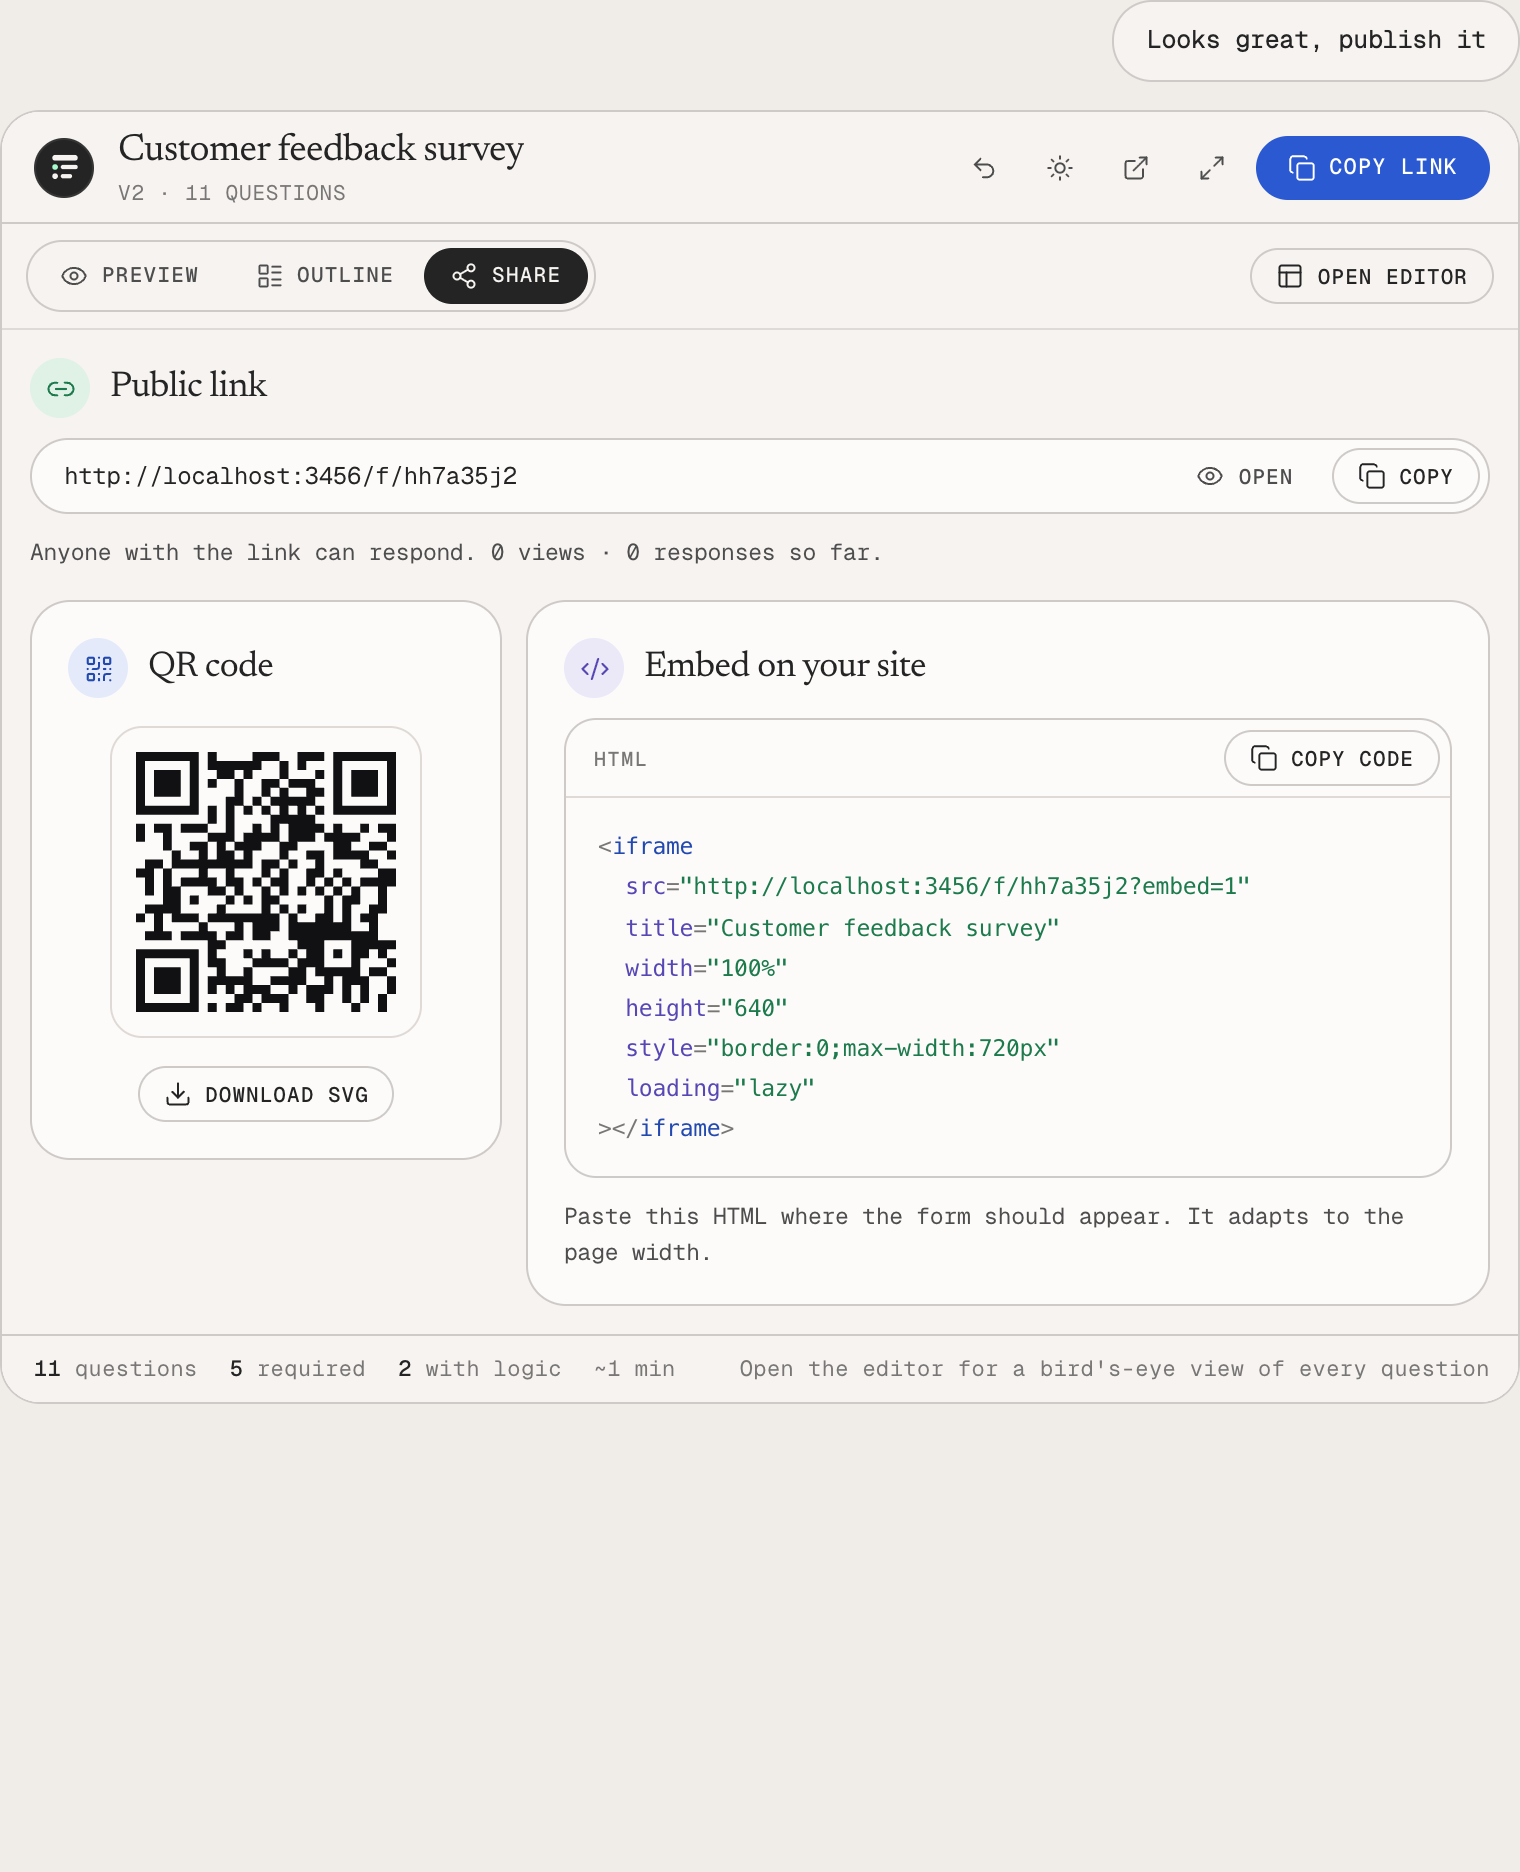 Looks great, publish it
Customer feedback survey
V2 · 11 QUESTIONS
COPY LINK
PREVIEW
OUTLINE
SHARE
OPEN EDITOR
Public link
http://localhost:3456/f/hh7a35j2
OPEN
COPY
Anyone with the link can respond. 0 views · 0 responses so far.
QR code
DOWNLOAD SVG
Embed on your site
HTML
COPY CODE
<iframe
  src="http://localhost:3456/f/hh7a35j2?embed=1"
  title="Customer feedback survey"
  width="100%"
  height="640"
  style="border:0;max-width:720px"
  loading="lazy"
></iframe>
Paste this HTML where the form should appear. It adapts to the
page width.
11 questions 5 required 2 with logic ~1 min
Open the editor for a bird's-eye view of every question